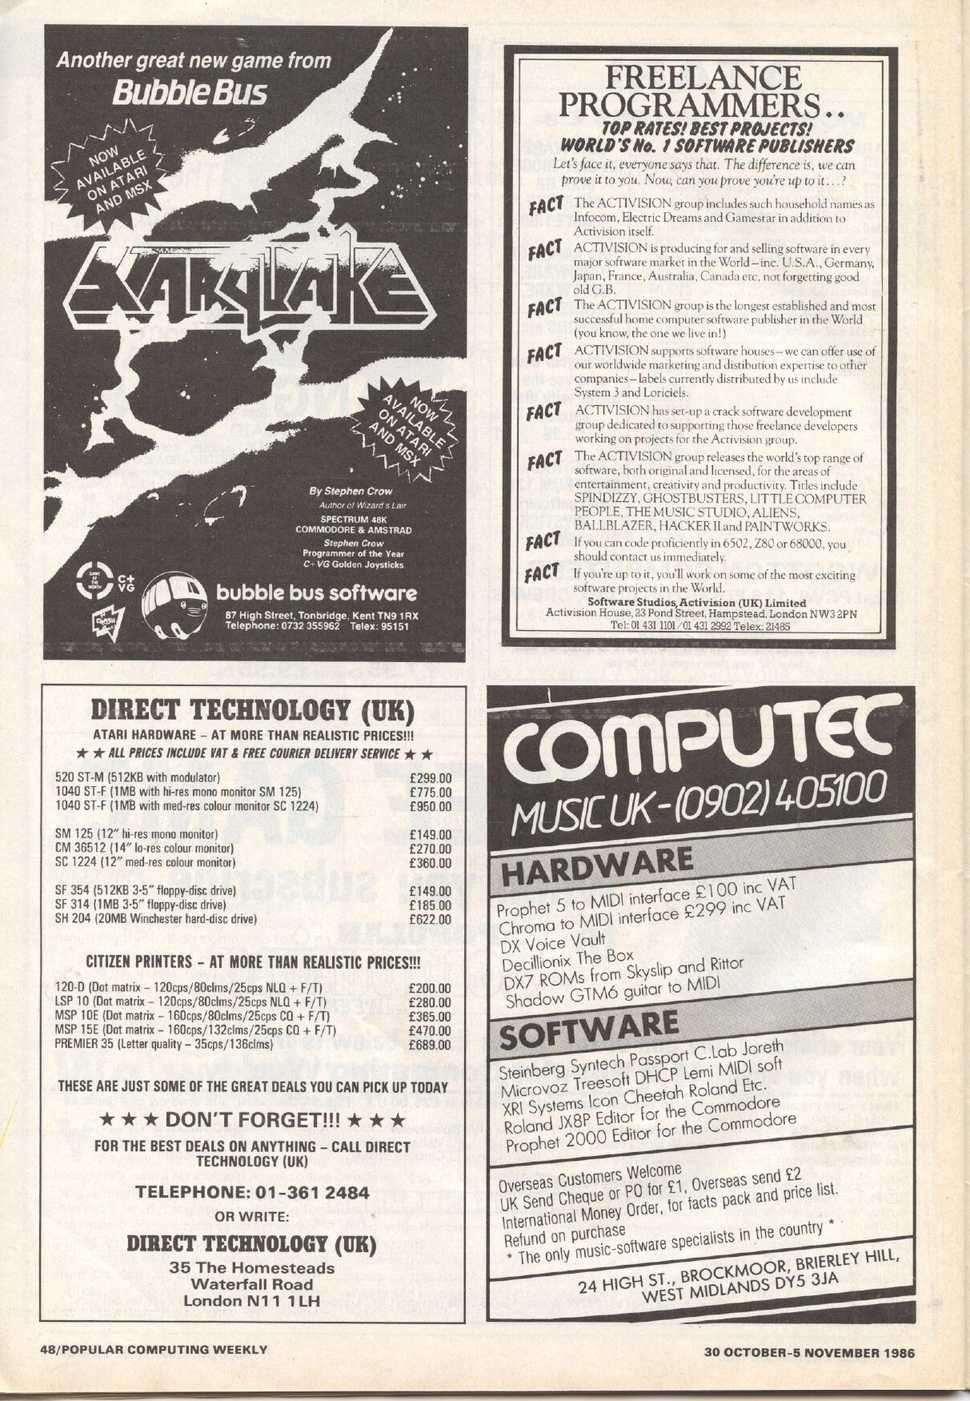 Another great new game from
Bubble Bus
NOW
AVAILABLE
ON ATARI
AND MSX
STARQUAKE
NOW
AVAILABLE
ON ATARI
AND MSX
By Stephen Crow
Author of Wizard's Lair
SPECTRUM 48K
COMMODORE & AMSTRAD
Stephen Crow
Programmer of the Year
C+VG Golden Joysticks
GAME
OF THE
MONTH
C+
VG
CRASH
bubble bus software
87 High Street, Tonbridge, Kent TN9 1RX
Telephone: 0732 355962 Telex: 95151
FREELANCE
PROGRAMMERS..
TOP RATES! BEST PROJECTS!
WORLD'S No. 1 SOFTWARE PUBLISHERS
Let's face it, everyone says that. The difference is, we can
prove it to you. Now, can you prove you're up to it...?
FACT The ACTIVISION group includes such household names as
Infocom, Electric Dreams and Gamestar in addition to
Activision itself.
FACT ACTIVISION is producing for and selling software in every
major software market in the World – inc. U.S.A., Germany,
Japan, France, Australia, Canada etc, not forgetting good
old G.B.
FACT The ACTIVISION group is the longest established and most
successful home computer software publisher in the World
(you know, the one we live in!)
FACT ACTIVISION supports software houses – we can offer use of
our worldwide marketing and distibution expertise to other
companies – labels currently distributed by us include
System 3 and Loriciels.
FACT ACTIVISION has set-up a crack software development
group dedicated to supporting those freelance developers
working on projects for the Activision group.
FACT The ACTIVISION group releases the world's top range of
software, both original and licensed, for the areas of
entertainment, creativity and productivity. Titles include
SPINDIZZY, GHOSTBUSTERS, LITTLE COMPUTER
PEOPLE, THE MUSIC STUDIO, ALIENS,
BALLBLAZER, HACKER II and PAINTWORKS.
FACT If you can code proficiently in 6502, Z80 or 68000, you
should contact us immediately.
FACT If you're up to it, you'll work on some of the most exciting
software projects in the World.
Software Studios, Activision (UK) Limited
Activision House, 23 Pond Street, Hampstead, London NW3 2PN
Tel: 01 431 1101/01 431 2992 Telex: 21485
DIRECT TECHNOLOGY (UK)
ATARI HARDWARE – AT MORE THAN REALISTIC PRICES!!!
★ ★ ALL PRICES INCLUDE VAT & FREE COURIER DELIVERY SERVICE ★ ★
520 ST-M (512KB with modulator) £299.00
1040 ST-F (1MB with hi-res mono monitor SM 125) £775.00
1040 ST-F (1MB with med-res colour monitor SC 1224) £950.00
SM 125 (12″ hi-res mono monitor) £149.00
CM 36512 (14″ lo-res colour monitor) £270.00
SC 1224 (12″ med-res colour monitor) £360.00
SF 354 (512KB 3·5″ floppy-disc drive) £149.00
SF 314 (1MB 3·5″ floppy-disc drive) £185.00
SH 204 (20MB Winchester hard-disc drive) £622.00
CITIZEN PRINTERS – AT MORE THAN REALISTIC PRICES!!!
120-D (Dot matrix – 120cps/80clms/25cps NLQ + F/T) £200.00
LSP 10 (Dot matrix – 120cps/80clms/25cps NLQ + F/T) £280.00
MSP 10E (Dot matrix – 160cps/80clms/25cps CQ + F/T) £365.00
MSP 15E (Dot matrix – 160cps/132clms/25cps CQ + F/T) £470.00
PREMIER 35 (Letter quality – 35cps/136clms) £689.00
THESE ARE JUST SOME OF THE GREAT DEALS YOU CAN PICK UP TODAY
★ ★ ★ DON'T FORGET!!! ★ ★ ★
FOR THE BEST DEALS ON ANYTHING – CALL DIRECT
TECHNOLOGY (UK)
TELEPHONE: 01-361 2484
OR WRITE:
DIRECT TECHNOLOGY (UK)
35 The Homesteads
Waterfall Road
London N11 1LH
COMPUTEC
MUSIC UK - (0902) 405100
HARDWARE
Prophet 5 to MIDI interface £100 inc VAT
Chroma to MIDI interface £299 inc VAT
DX Voice Vault
Decillionix The Box
DX7 ROMs from Skyslip and Rittor
Shadow GTM6 guitar to MIDI
SOFTWARE
Steinberg Syntech Passport C.Lab Joreth
Microvoz Treesoft DHCP Lemi MIDI soft
XRI Systems Icon Cheetah Roland Etc.
Roland JX8P Editor for the Commodore
Prophet 2000 Editor for the Commodore
Overseas Customers Welcome
UK Send Cheque or PO for £1, Overseas send £2
International Money Order, for facts pack and price list.
Refund on purchase
* The only music-software specialists in the country *
24 HIGH ST., BROCKMOOR, BRIERLEY HILL,
WEST MIDLANDS DY5 3JA
48/POPULAR COMPUTING WEEKLY
30 OCTOBER-5 NOVEMBER 1986